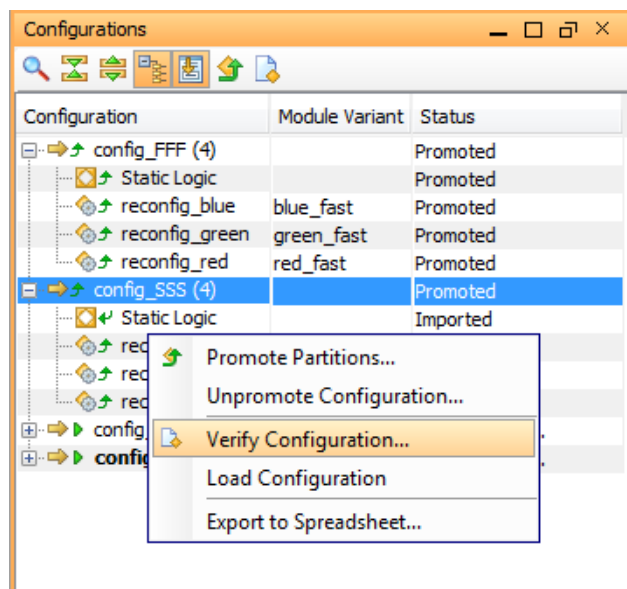 Configurations
Configuration Module Variant Status
config_FFF (4) Promoted
Static Logic Promoted
reconfig_blue blue_fast Promoted
reconfig_green green_fast Promoted
reconfig_red red_fast Promoted
config_SSS (4) Promoted
Static Logic Imported
Promote Partitions...
Unpromote Configuration...
Verify Configuration...
Load Configuration
Export to Spreadsheet...